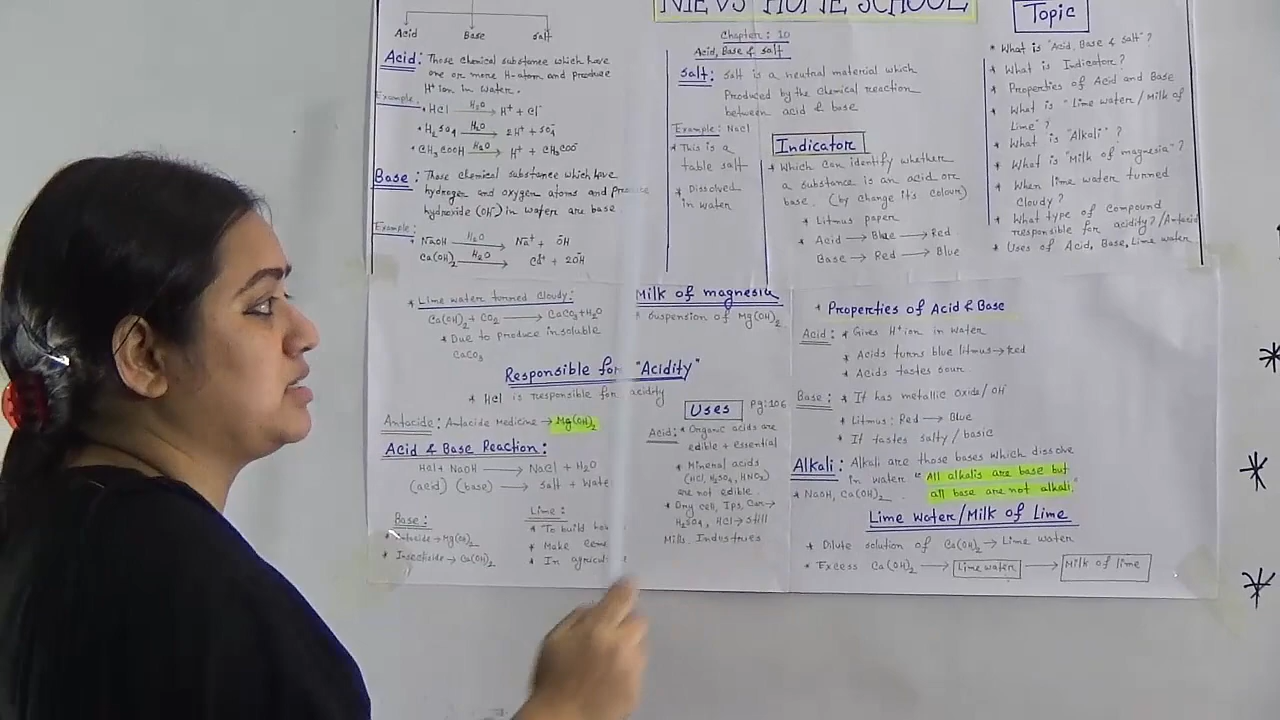 NIEVS HOME SCHOOL
Acid Base Salt
Acid: Those chemical substance which have
one or more H-atom and produce
H⁺ ion in water.
Example:
• HCl —H₂O→ H⁺ + Cl⁻
• H₂SO₄ —H₂O→ 2H⁺ + SO₄⁻
• CH₃COOH —H₂O→ H⁺ + CH₃COO⁻
Base: Those chemical substance which have
hydrogen and oxygen atoms and produce
hydroxide (OH⁻) in water are base.
Example:
NaOH —H₂O→ Na⁺ + OH⁻
Ca(OH)₂ —H₂O→ + 2OH⁻
Chapter: 10
Acid, Base & salt
Salt: Salt is a neutral material which
Produced by the chemical reaction
between acid & base
Example: NaCl
* This is a
table salt
* Dissolved
in water
Indicator
* Which can identify whether
a substance is an acid or
base. (by change it's colour)
* Litmus paper
* Acid → Blue → Red
Base → Red → Blue
Topic
* What is "Acid, Base & Salt"?
* What is Indicator?
* Properties of Acid and Base
* What is "Lime water/Milk of
Lime"?
* What is "Alkali"?
* What is "Milk of magnesia"?
* When lime water turned
Cloudy?
* What type of compound
responsible for acidity?/Antacid
* Uses of Acid, Base, Lime water
* Lime water turned Cloudy:
Ca(OH)₂ + CO₂ → CaCO₃ + H₂O
* Due to produce insoluble
CaCO₃
Milk of magnesia
* Suspension of Mg(OH)₂
Responsible for "Acidity"
* HCl is responsible for acidity
Antacide: Antacide Medicine → Mg(OH)₂
Acid & Base Reaction:
HCl + NaOH → NaCl + H₂O
(acid) (base) → Salt + Wate
Base:
* Antacide → Mg(OH)₂
* Insecticide → Ca(OH)₂
Lime:
* To build
* Make
* In
Uses Pg: 106
Acid: * Organic acids are
edible + essential
* Mineral acids
(HCl, H₂SO₄, HNO₃)
are not edible.
* Dry cell, Ips, Car →
H₂SO₄, HCl → Still
Mills. Industries
* Properties of Acid & Base
Acid: * Gives H⁺ ion in water
* Acids turns blue litmus → red
* Acids tastes sour.
Base: * It has metallic Oxide/OH⁻
* Litmus: Red → Blue
* It tastes salty/basic
Alkali: Alkali are those bases which dissolve
in water "All alkalis are base but
all base are not alkali."
* NaOH, Ca(OH)₂.
Lime Water/Milk of Lime
* Dilute solution of Ca(OH)₂ → Lime water
* Excess Ca(OH)₂ → Lime water → Milk of lime